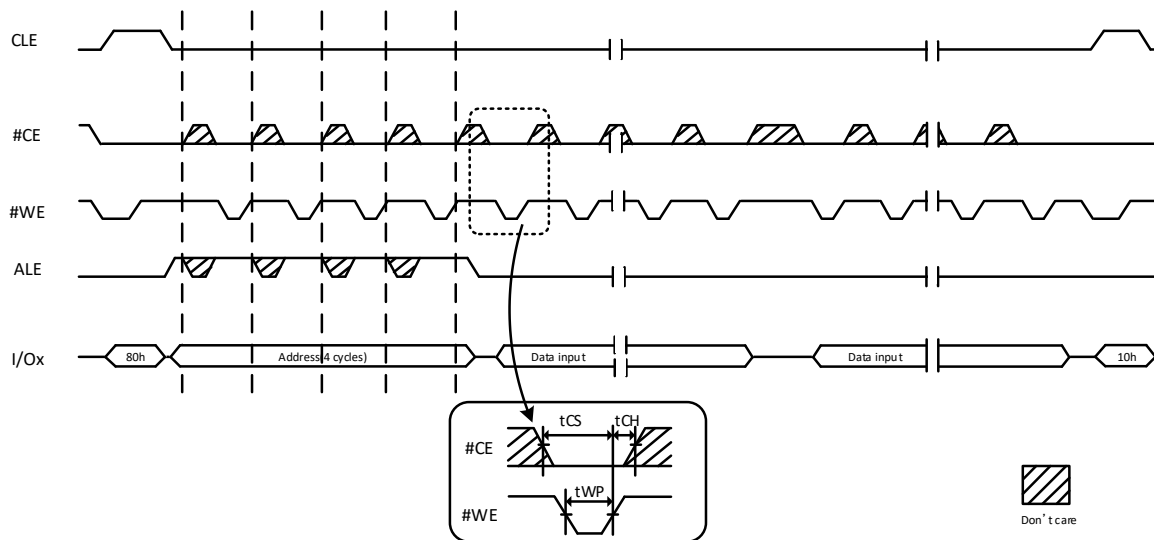 CLE
#CE
#WE
ALE
I/Ox
80h
Address(4 cycles)
Data input
Data input
10h
tCS
tCH
#CE
tWP
#WE
Don't care